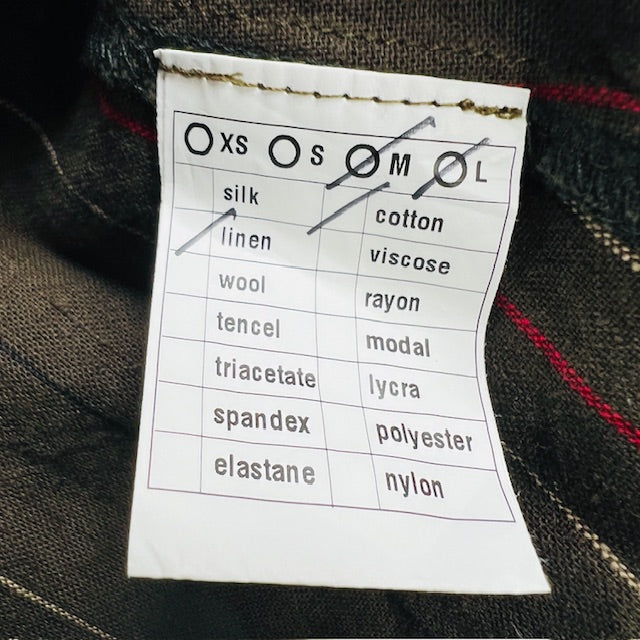 XS S M L
silk cotton
linen viscose
wool rayon
tencel modal
triacetate lycra
spandex polyester
elastane nylon